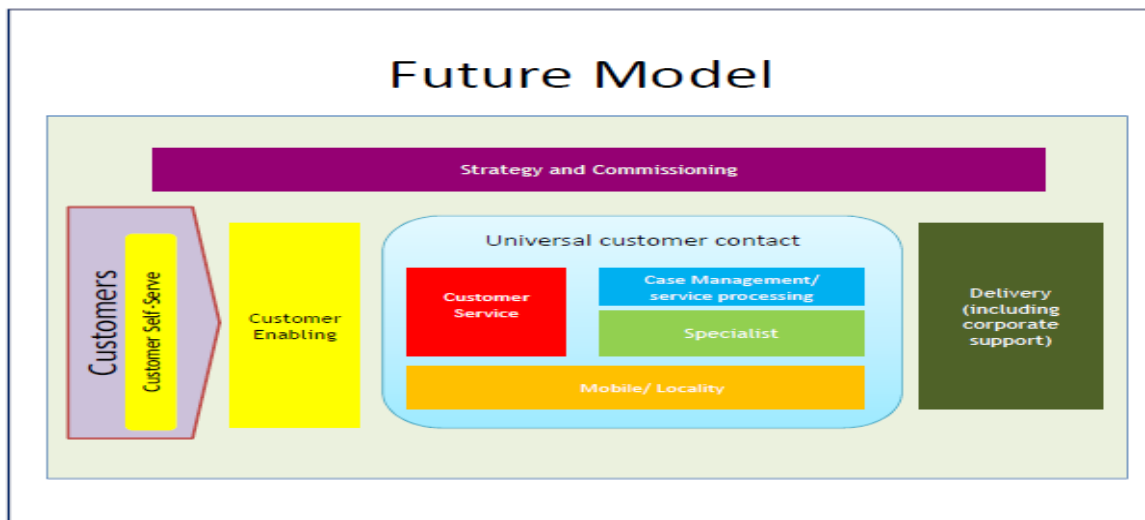 Future Model
Strategy and Commissioning
Customers
Customer Self-Serve
Customer
Enabling
Universal customer contact
Customer
Service
Case Management/
service processing
Specialist
Mobile/ Locality
Delivery
(including
corporate
support)